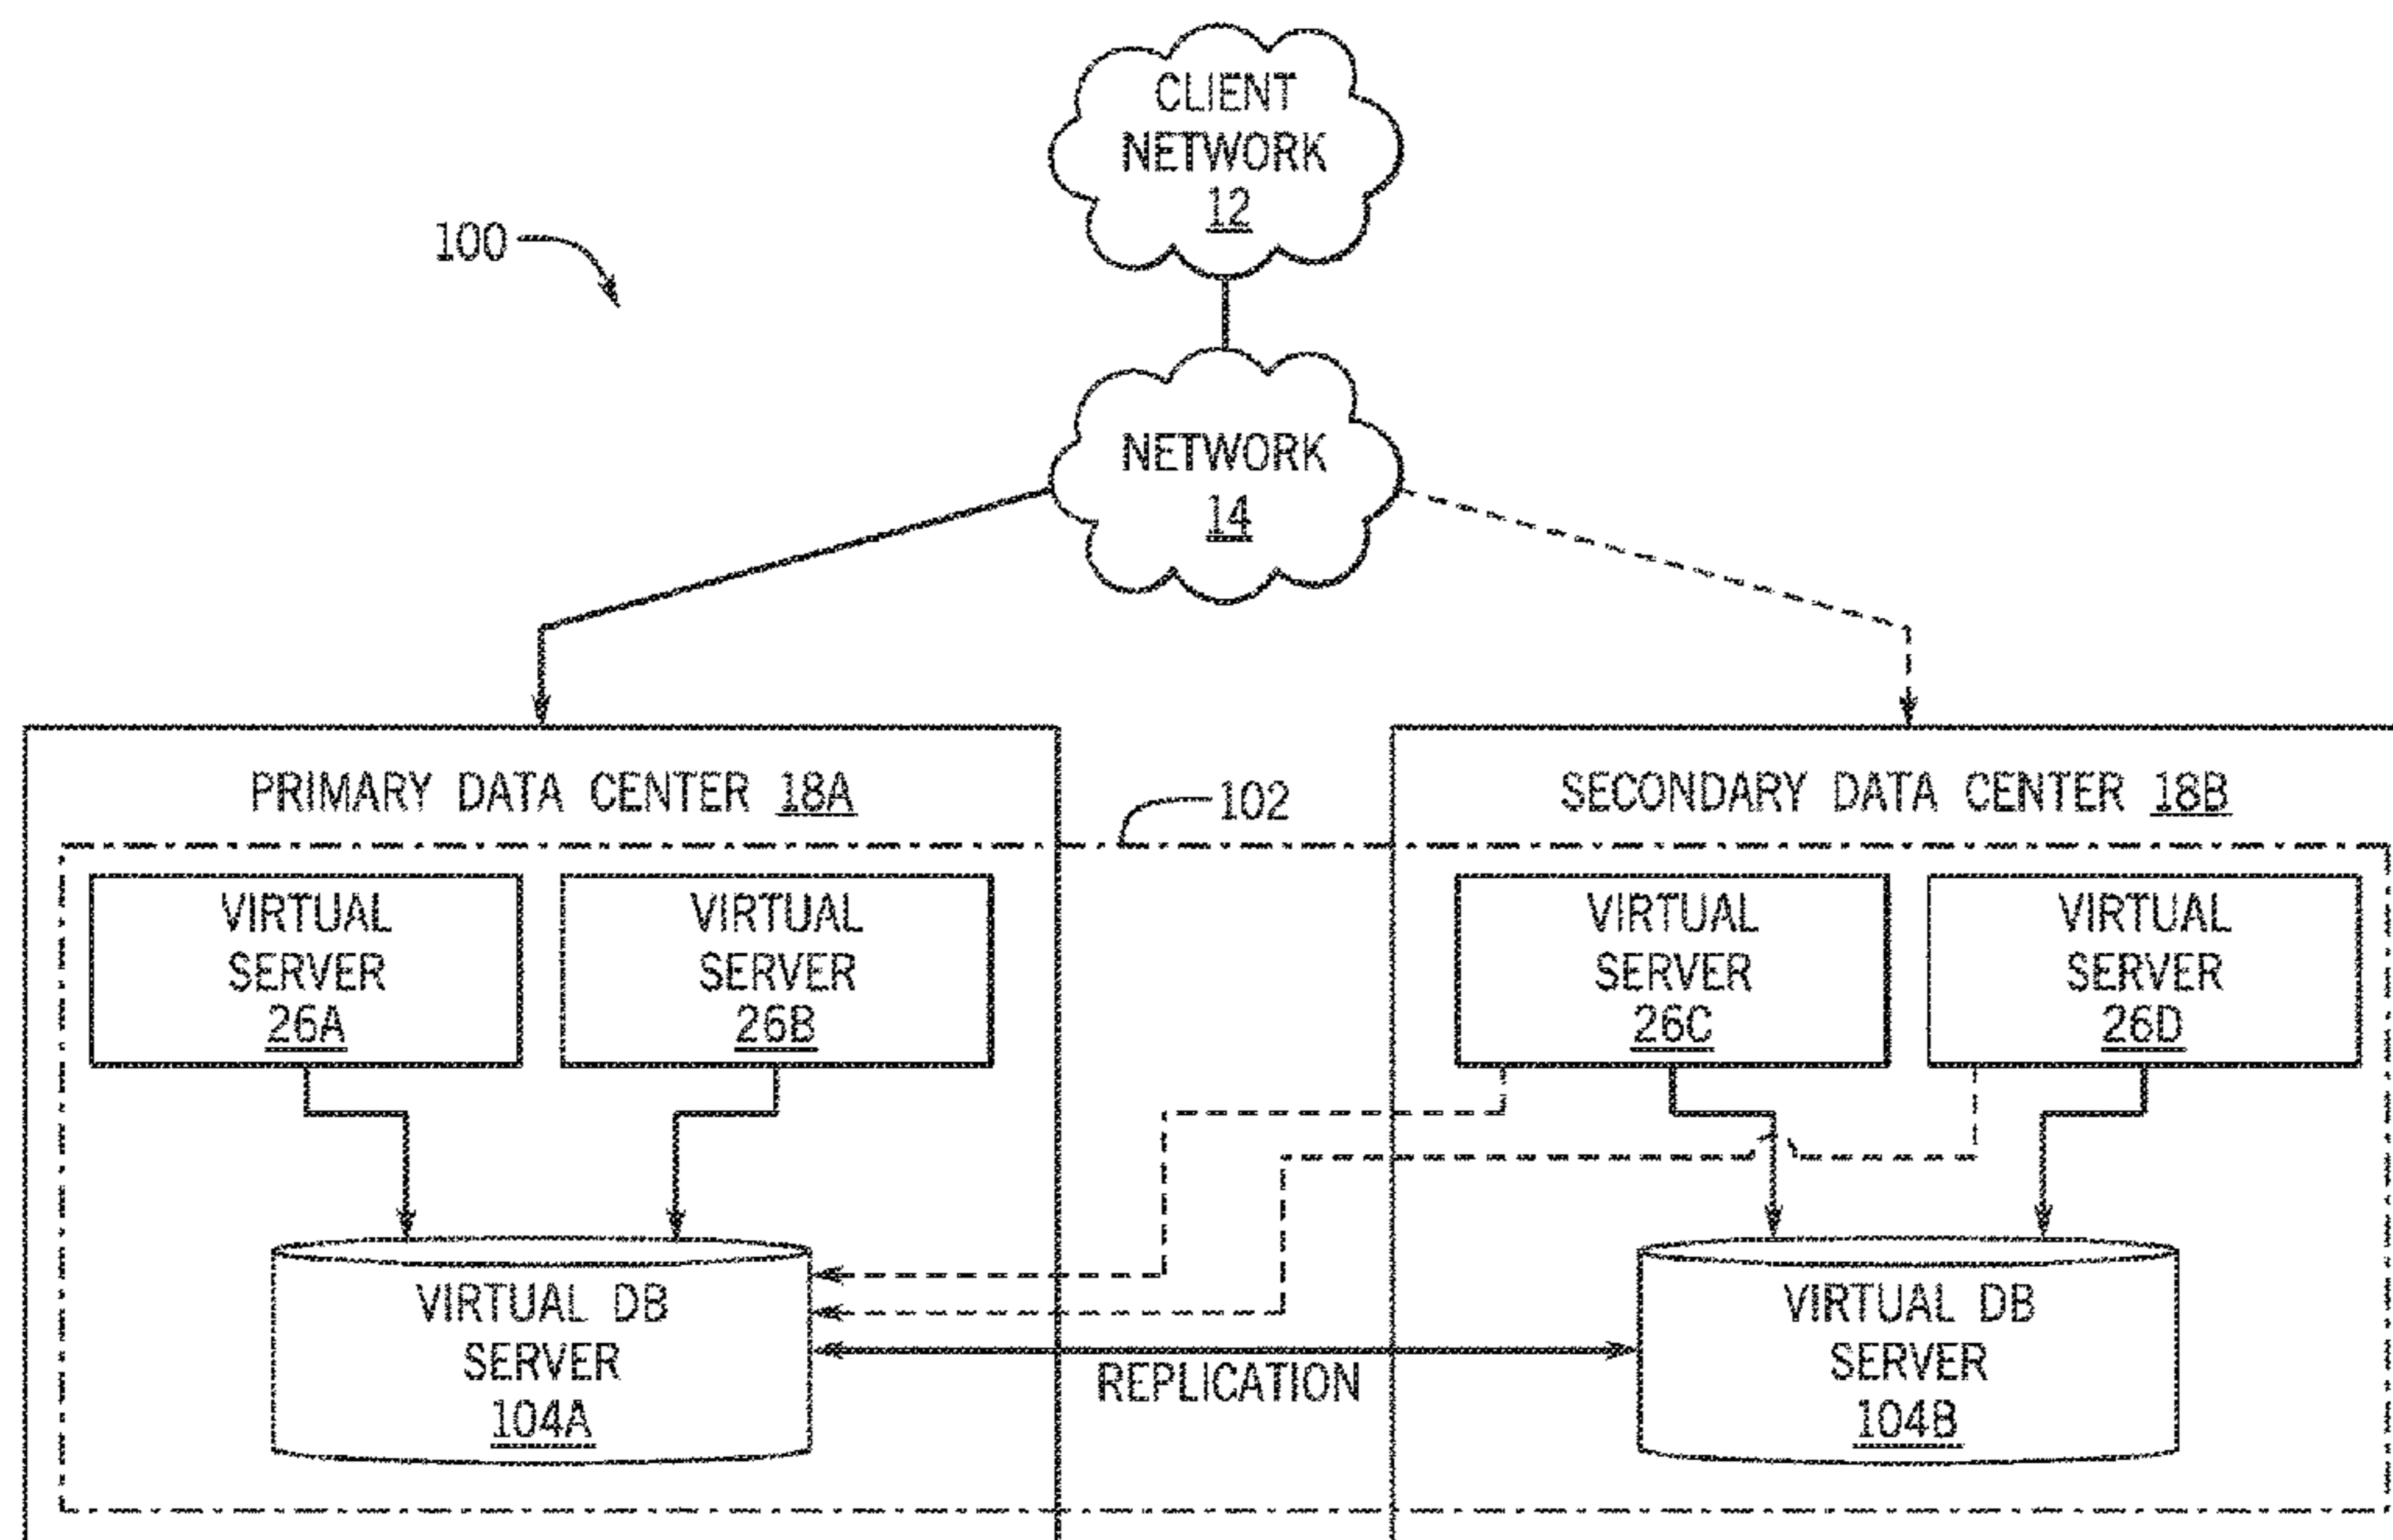 CLIENT
NETWORK
12
100
NETWORK
14
PRIMARY DATA CENTER 18A
102
SECONDARY DATA CENTER 18B
VIRTUAL
SERVER
26A
VIRTUAL
SERVER
26B
VIRTUAL
SERVER
26C
VIRTUAL
SERVER
26D
VIRTUAL DB
SERVER
104A
REPLICATION
VIRTUAL DB
SERVER
104B